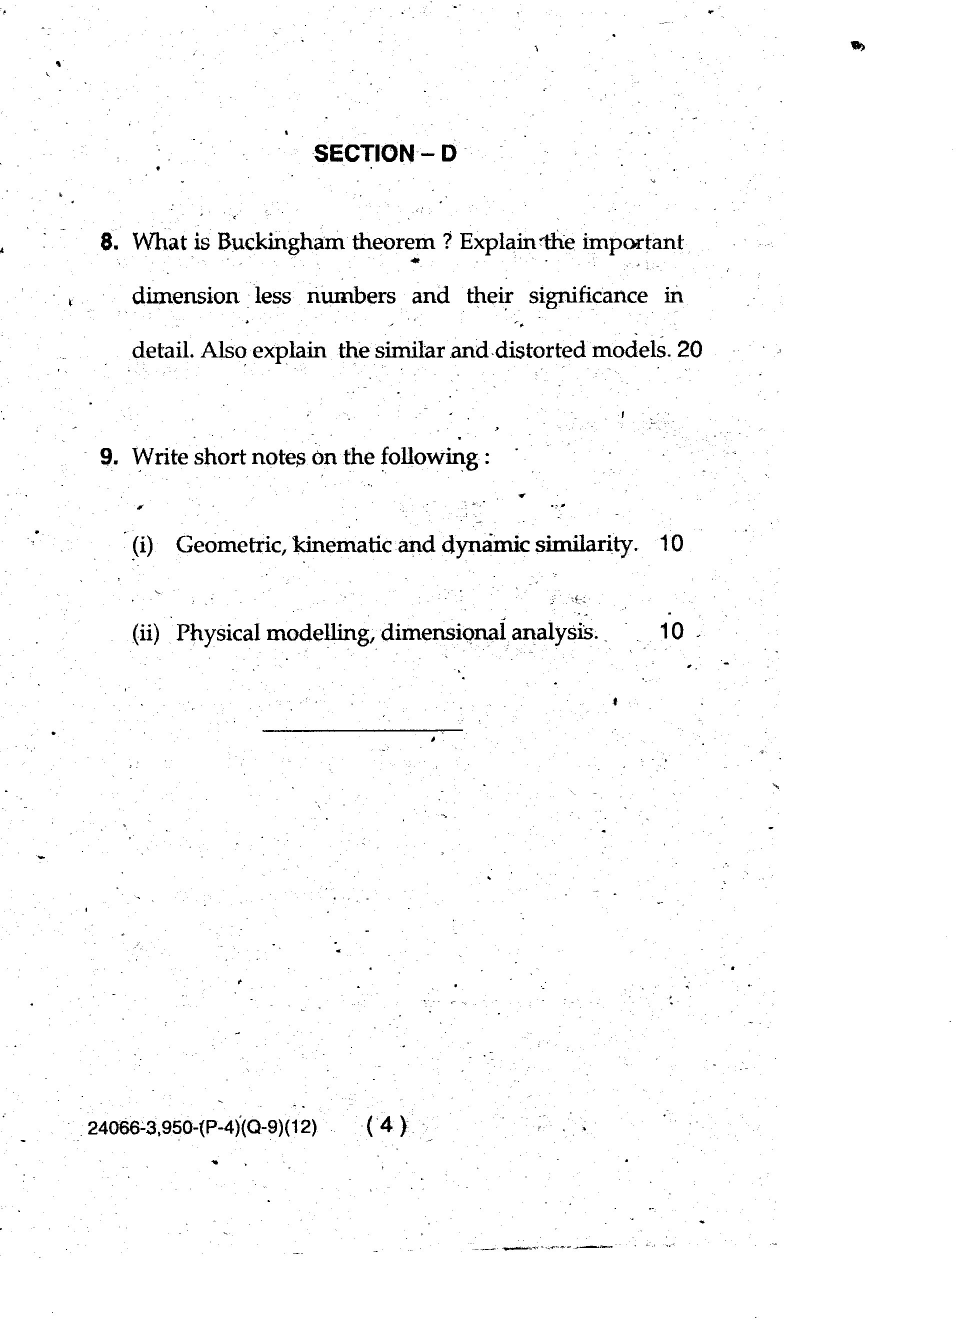 SECTION – D
8. What is Buckingham theorem ? Explain the important
dimension less numbers and their significance in
detail. Also explain the similar and distorted models. 20
9. Write short notes on the following :
(i) Geometric, kinematic and dynamic similarity. 10
(ii) Physical modelling, dimensional analysis. 10
24066-3,950-(P-4)(Q-9)(12) ( 4 )